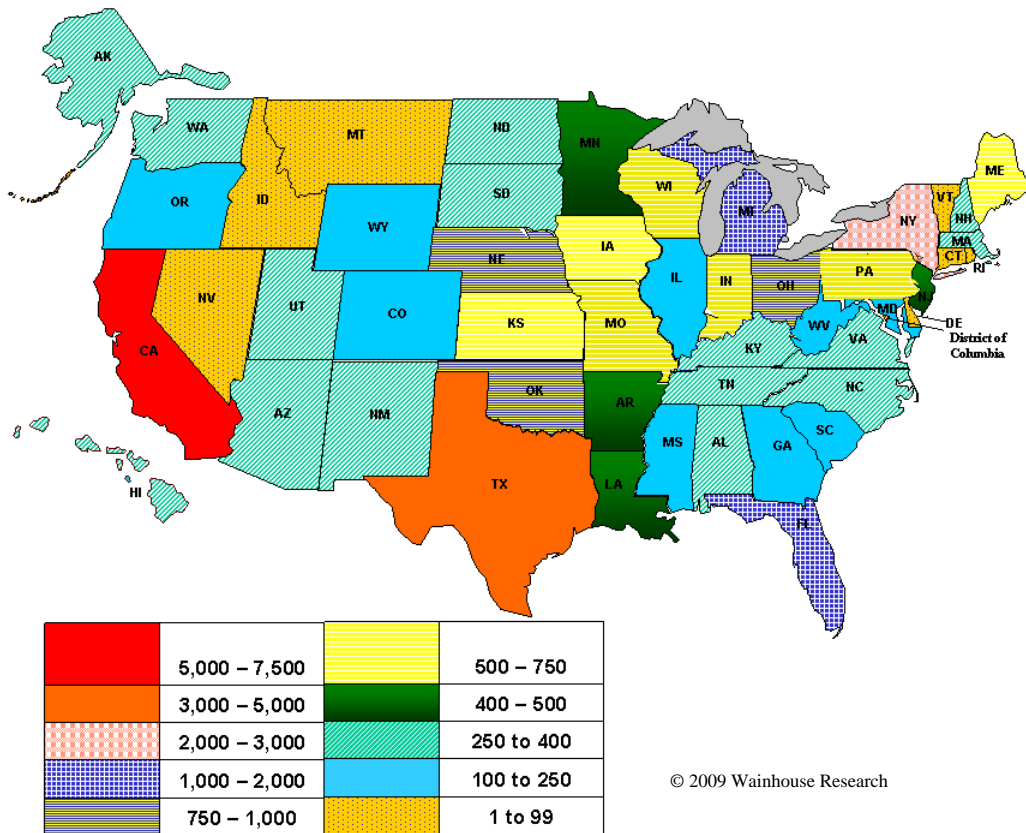 AK
WA
MT
ND
MN
ME
OR
ID
SD
WI
MI
NY
VT
NH
WY
MA
NE
IA
CT
RI
NV
UT
CO
IL
IN
OH
PA
NJ
CA
KS
MO
WV
MD
DE
VA
District of
Columbia
KY
AZ
NM
OK
AR
TN
NC
MS
AL
GA
SC
TX
LA
HI
FL
5,000 – 7,500
500 – 750
3,000 – 5,000
400 – 500
2,000 – 3,000
250 to 400
1,000 – 2,000
100 to 250
750 – 1,000
1 to 99
© 2009 Wainhouse Research